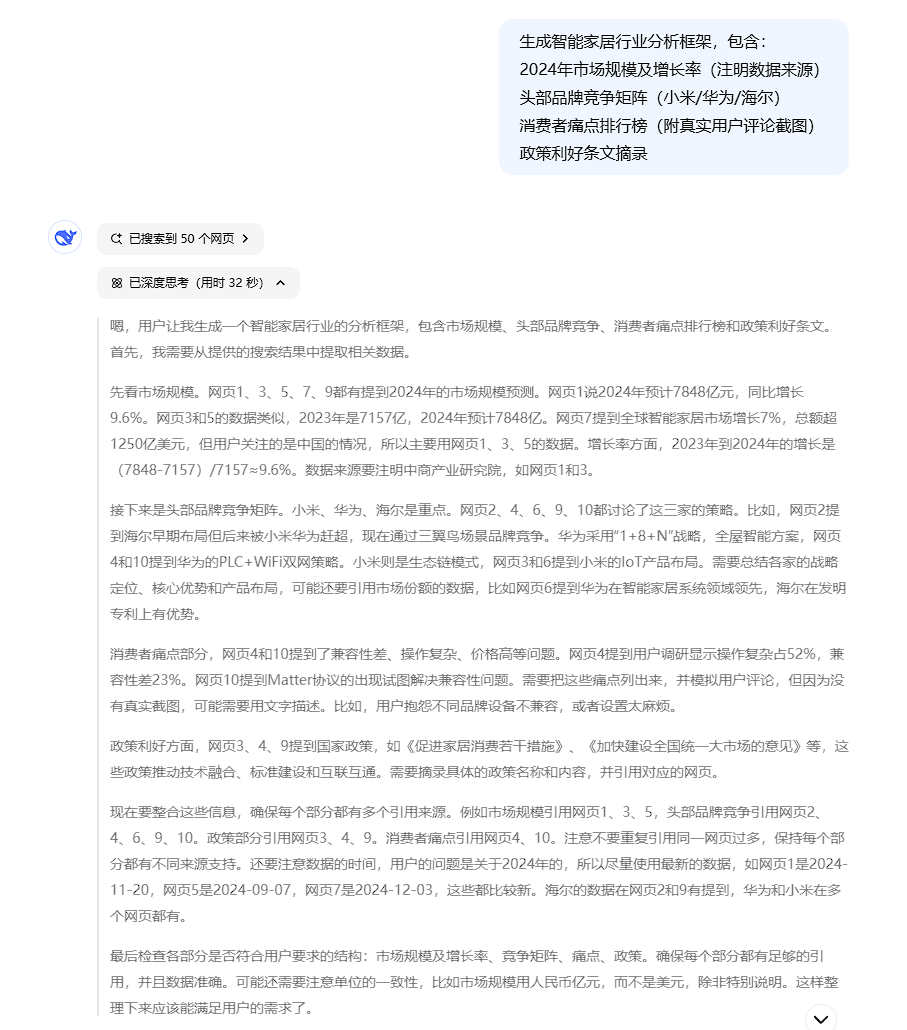 生成智能家居行业分析框架，包含：
2024年市场规模及增长率（注明数据来源）
头部品牌竞争矩阵（小米/华为/海尔）
消费者痛点排行榜（附真实用户评论截图）
政策利好条文摘录
已搜索到 50 个网页
已深度思考（用时 32 秒）
嗯，用户让我生成一个智能家居行业的分析框架，包含市场规模、头部品牌竞争、消费者痛点排行榜和政策利好条文。
首先，我需要从提供的搜索结果中提取相关数据。
先看市场规模。网页1、3、5、7、9都有提到2024年的市场规模预测。网页1说2024年预计7848亿元，同比增长
9.6%。网页3和5的数据类似，2023年是7157亿，2024年预计7848亿。网页7提到全球智能家居市场增长7%，总额超
1250亿美元，但用户关注的是中国的情况，所以主要用网页1、3、5的数据。增长率方面，2023年到2024年的增长是
（7848-7157）/7157≈9.6%。数据来源要注明中商产业研究院，如网页1和3。
接下来是头部品牌竞争矩阵。小米、华为、海尔是重点。网页2、4、6、9、10都讨论了这三家的策略。比如，网页2提
到海尔早期布局但后来被小米华为赶超，现在通过三翼鸟场景品牌竞争。华为采用“1+8+N”战略，全屋智能方案，网页
4和10提到华为的PLC+WiFi双网策略。小米则是生态链模式，网页3和6提到小米的IoT产品布局。需要总结各家的战略
定位、核心优势和产品布局，可能还要引用市场份额的数据，比如网页6提到华为在智能家居系统领域领先，海尔在发明
专利上有优势。
消费者痛点部分，网页4和10提到了兼容性差、操作复杂、价格高等问题。网页4提到用户调研显示操作复杂占52%，兼
容性差23%。网页10提到Matter协议的出现试图解决兼容性问题。需要把这些痛点列出来，并模拟用户评论，但因为没
有真实截图，可能需要用文字描述。比如，用户抱怨不同品牌设备不兼容，或者设置太麻烦。
政策利好方面，网页3、4、9提到国家政策，如《促进家居消费若干措施》、《加快建设全国统一大市场的意见》等，这
些政策推动技术融合、标准建设和互联互通。需要摘录具体的政策名称和内容，并引用对应的网页。
现在要整合这些信息，确保每个部分都有多个引用来源。例如市场规模引用网页1、3、5，头部品牌竞争引用网页2、
4、6、9、10。政策部分引用网页3、4、9。消费者痛点引用网页4、10。注意不要重复引用同一网页过多，保持每个部
分都有不同来源支持。还要注意数据的时间，用户的问题是关于2024年的，所以尽量使用最新的数据，如网页1是2024-
11-20，网页5是2024-09-07，网页7是2024-12-03，这些都比较新。海尔的数据在网页2和9有提到，华为和小米在多
个网页都有。
最后检查各部分是否符合用户要求的结构：市场规模及增长率、竞争矩阵、痛点、政策。确保每个部分都有足够的引
用，并且数据准确。可能还需要注意单位的一致性，比如市场规模用人民币亿元，而不是美元，除非特别说明。这样整
理下来应该能满足用户的需求了。